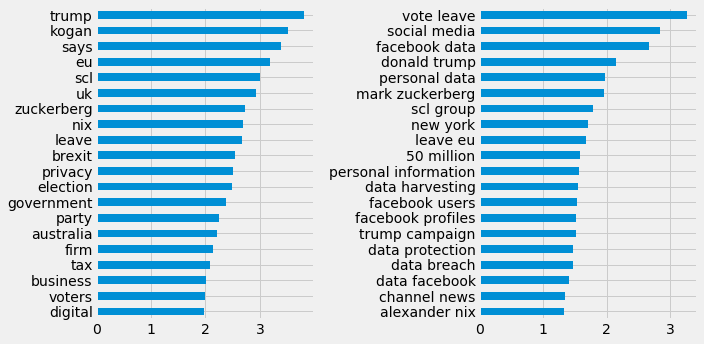 trump
kogan
says
eu
scl
uk
zuckerberg
nix
leave
brexit
privacy
election
government
party
australia
firm
tax
business
voters
digital
0 1 2 3
vote leave
social media
facebook data
donald trump
personal data
mark zuckerberg
scl group
new york
leave eu
50 million
personal information
data harvesting
facebook users
facebook profiles
trump campaign
data protection
data breach
data facebook
channel news
alexander nix
0 1 2 3